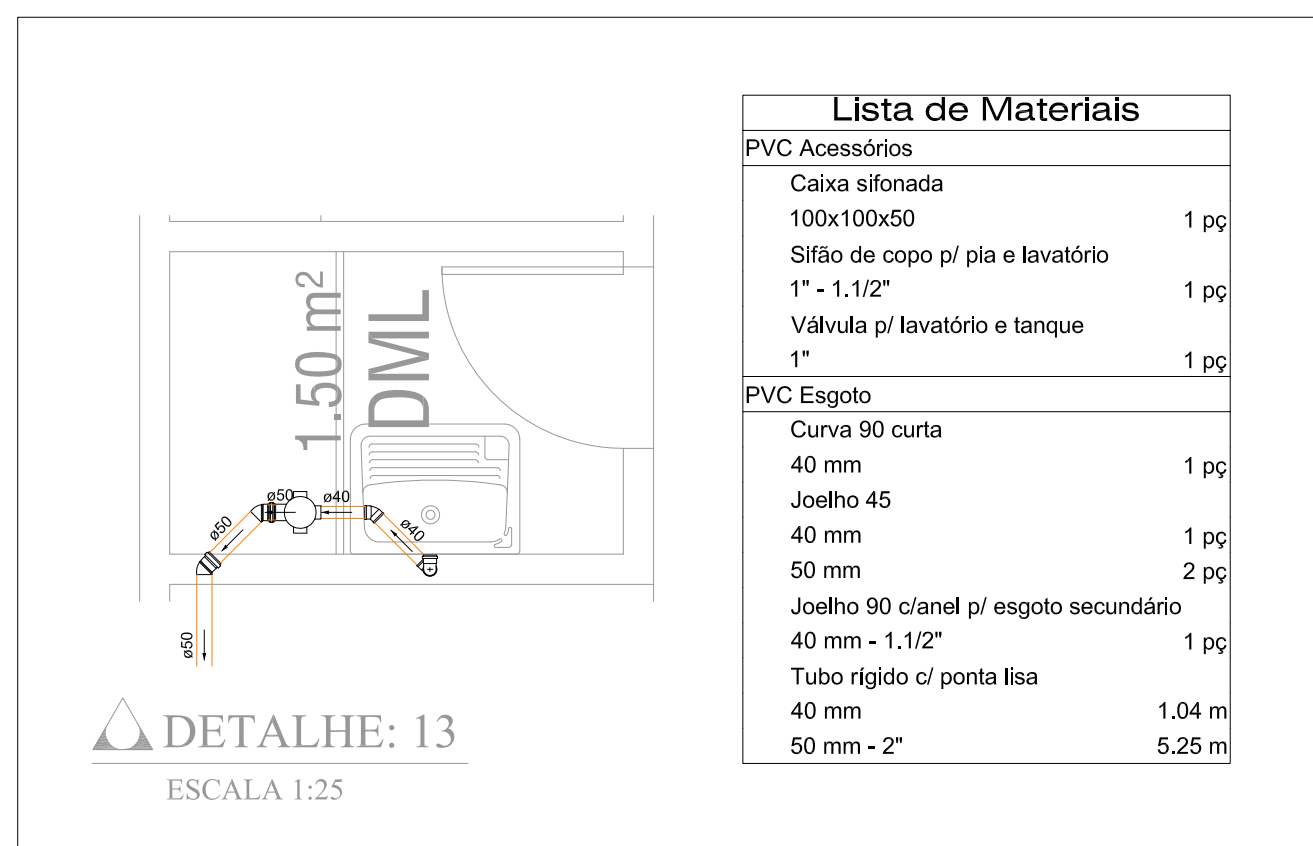 1.50 m²
DML
ø50
ø40
ø50
ø40
ø50
DETALHE: 13
ESCALA 1:25
Lista de Materiais
PVC Acessórios
Caixa sifonada
100x100x50 1 pç
Sifão de copo p/ pia e lavatório
1" - 1.1/2" 1 pç
Válvula p/ lavatório e tanque
1" 1 pç
PVC Esgoto
Curva 90 curta
40 mm 1 pç
Joelho 45
40 mm 1 pç
50 mm 2 pç
Joelho 90 c/anel p/ esgoto secundário
40 mm - 1.1/2" 1 pç
Tubo rígido c/ ponta lisa
40 mm 1.04 m
50 mm - 2" 5.25 m